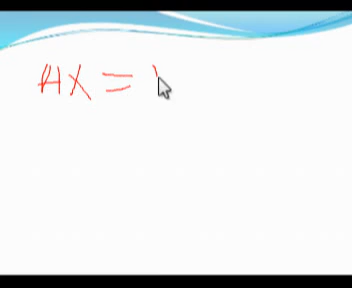 AX =